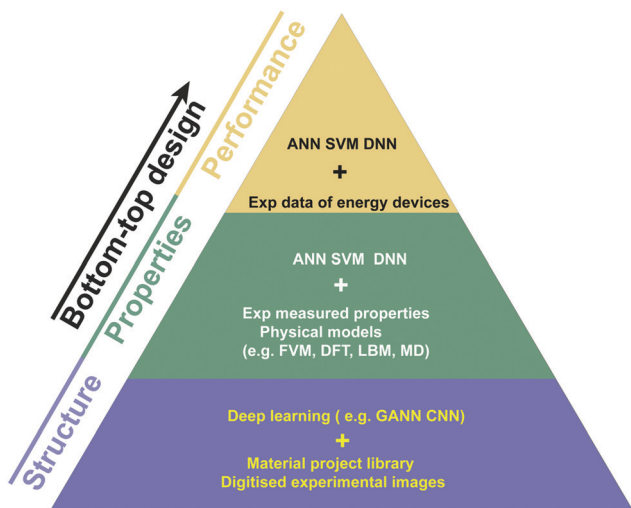 Bottom-top design
Performance
Properties
Structure
ANN SVM DNN
+
Exp data of energy devices
ANN SVM DNN
+
Exp measured properties
Physical models
(e.g. FVM, DFT, LBM, MD)
Deep learning ( e.g. GANN CNN)
+
Material project library
Digitised experimental images